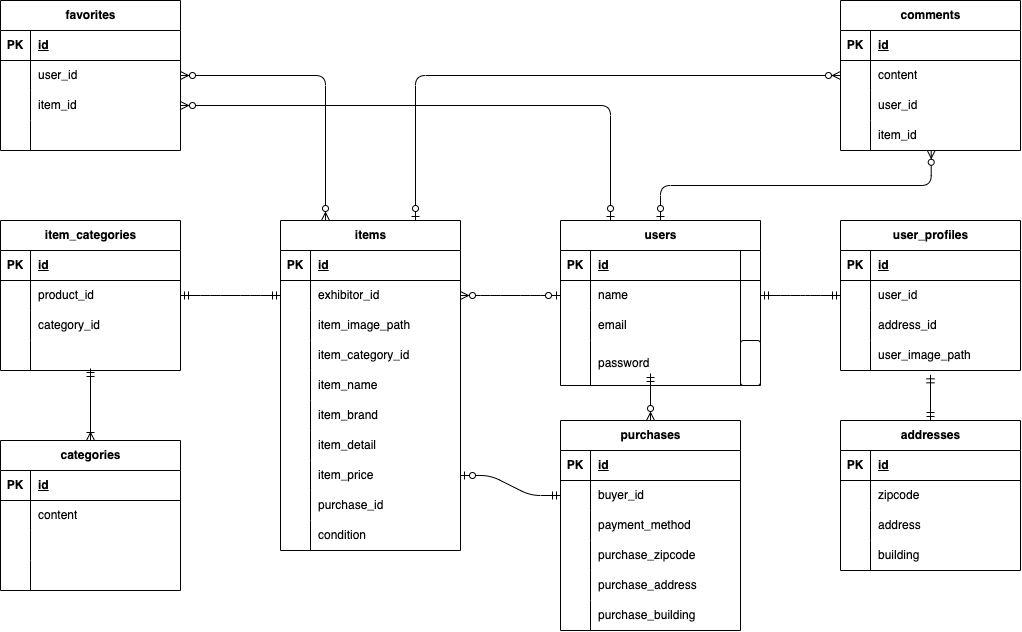 favorites
PK id
user_id
item_id
comments
PK id
content
user_id
item_id
item_categories
PK id
product_id
category_id
items
PK id
exhibitor_id
item_image_path
item_category_id
item_name
item_brand
item_detail
item_price
purchase_id
condition
users
PK id
name
email
password
user_profiles
PK id
user_id
address_id
user_image_path
categories
PK id
content
purchases
PK id
buyer_id
payment_method
purchase_zipcode
purchase_address
purchase_building
addresses
PK id
zipcode
address
building